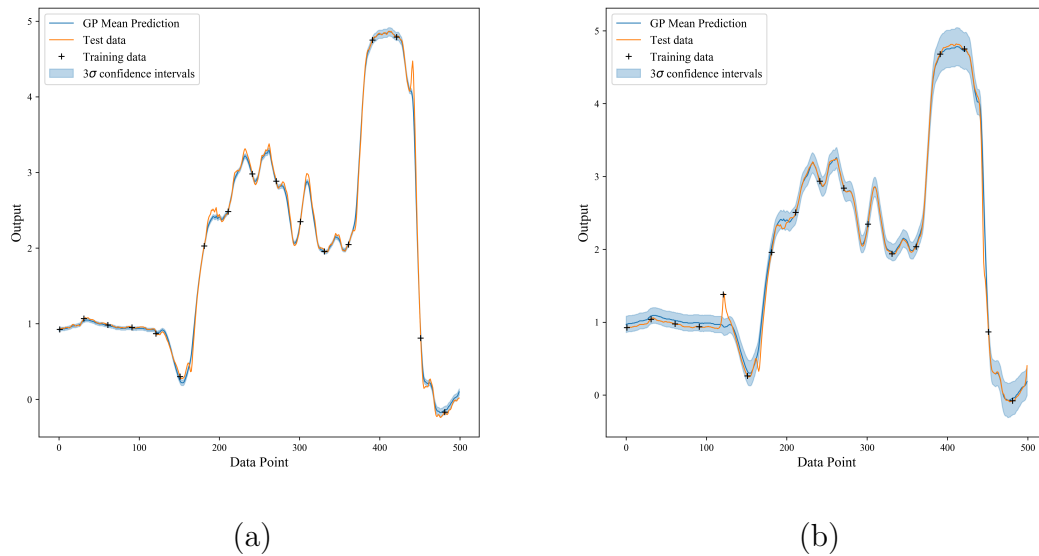 GP Mean Prediction
Test data
Training data
3σ confidence intervals
5
4
3
2
1
0
Output
0
100
200
300
400
500
Data Point
(a)
GP Mean Prediction
Test data
Training data
3σ confidence intervals
5
4
3
2
1
0
Output
0
100
200
300
400
500
Data Point
(b)